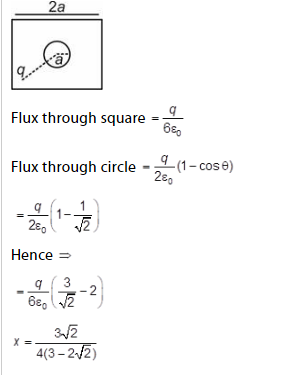 2a
a
q
Flux through square = q/6ε₀
Flux through circle = q/2ε₀ (1 – cos θ)
= q/2ε₀ (1 – 1/√2)
Hence ⇒
= q/6ε₀ (3/√2 – 2)
x = 3√2/4(3 – 2√2)